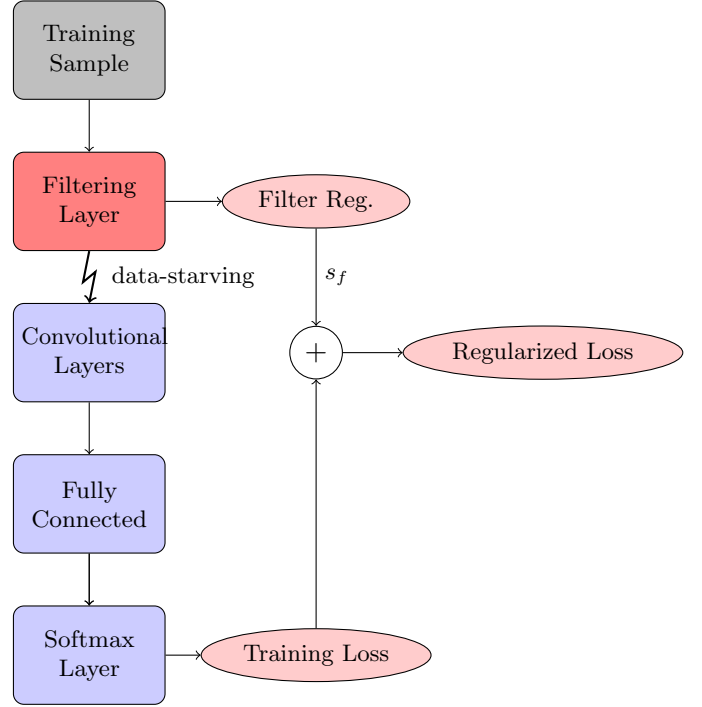 Training
Sample
Filtering
Layer
Filter Reg.
data-starving
s_f
Convolutional
Layers
+
Regularized Loss
Fully
Connected
Softmax
Layer
Training Loss